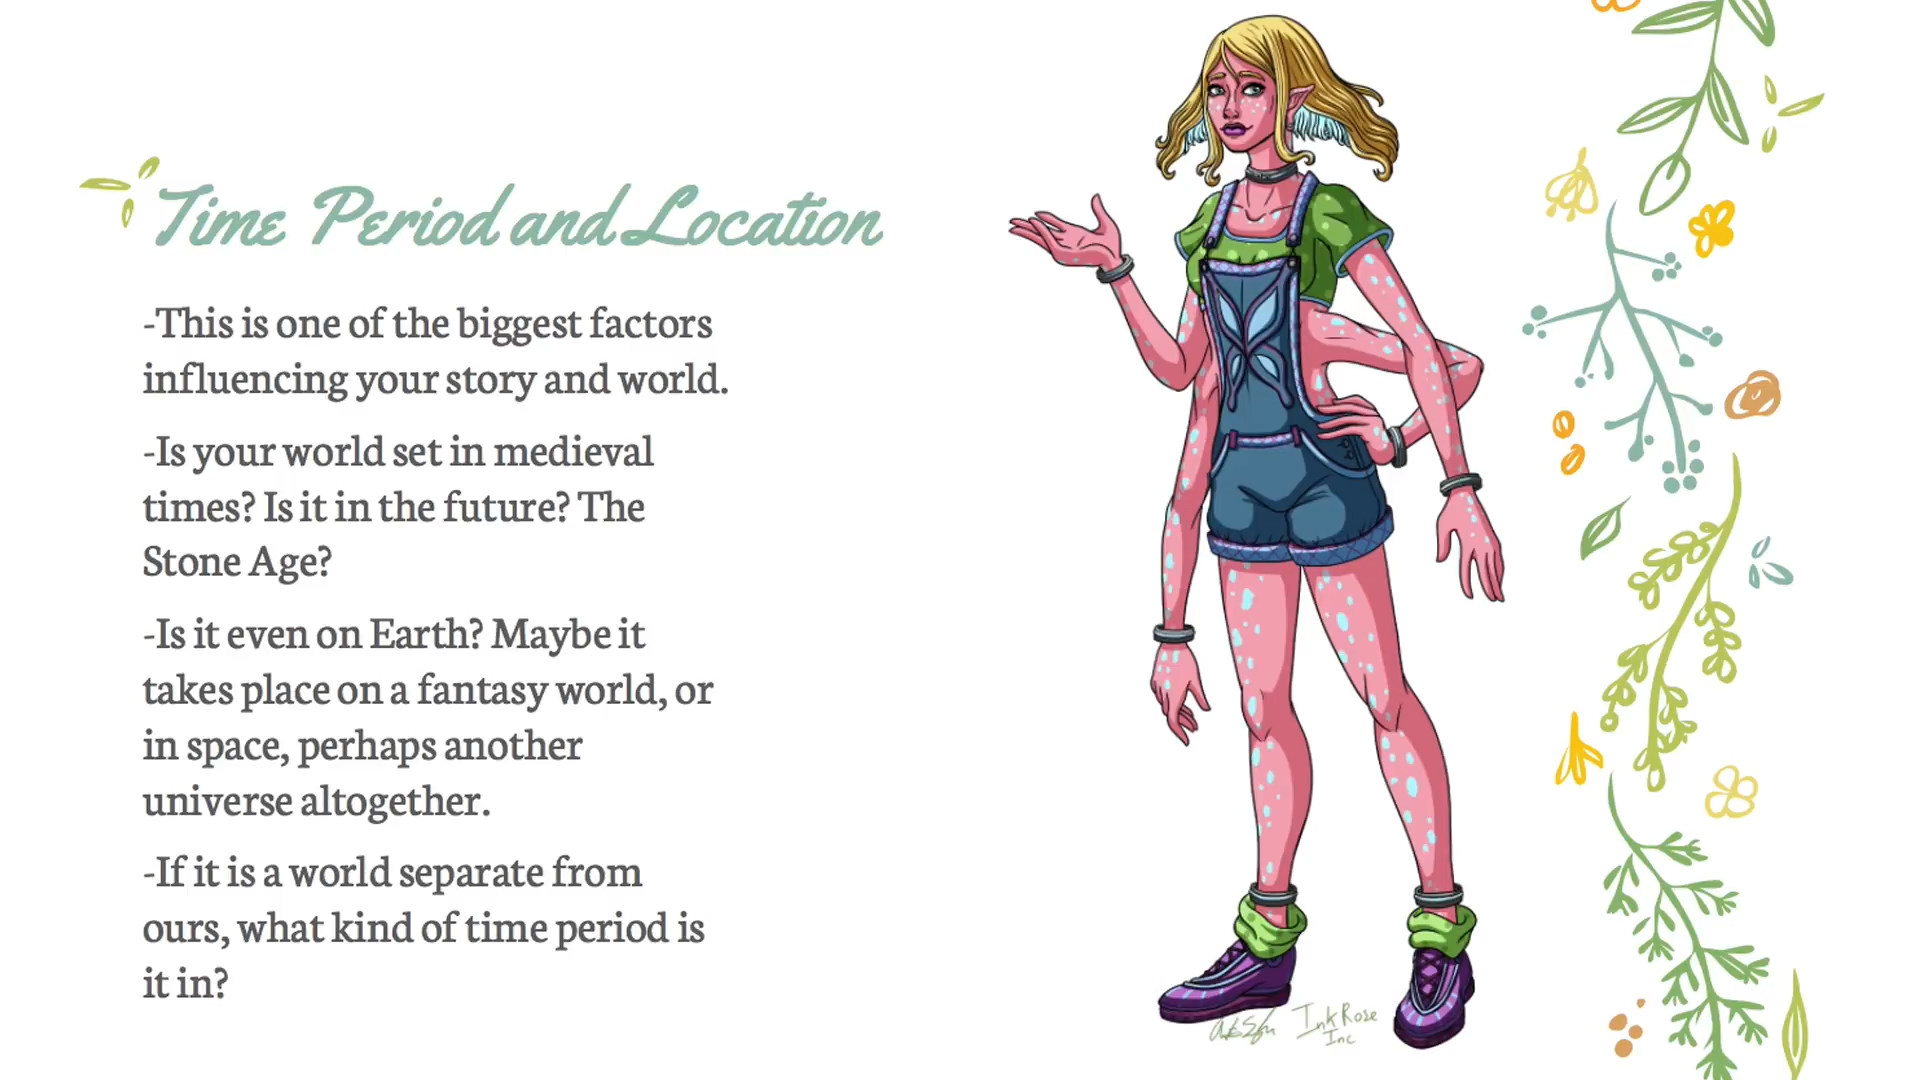 Time Period and Location
-This is one of the biggest factors
influencing your story and world.
-Is your world set in medieval
times? Is it in the future? The
Stone Age?
-Is it even on Earth? Maybe it
takes place on a fantasy world, or
in space, perhaps another
universe altogether.
-If it is a world separate from
ours, what kind of time period is
it in?
InkRose
Inc